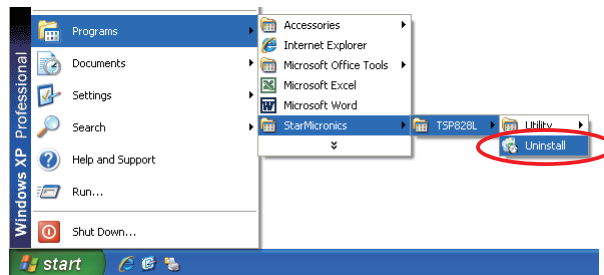 Windows XP Professional
Programs
Documents
Settings
Search
Help and Support
Run...
Shut Down...
Accessories
Internet Explorer
Microsoft Office Tools
Microsoft Excel
Microsoft Word
StarMicronics
TSP828L
Utility
Uninstall
start